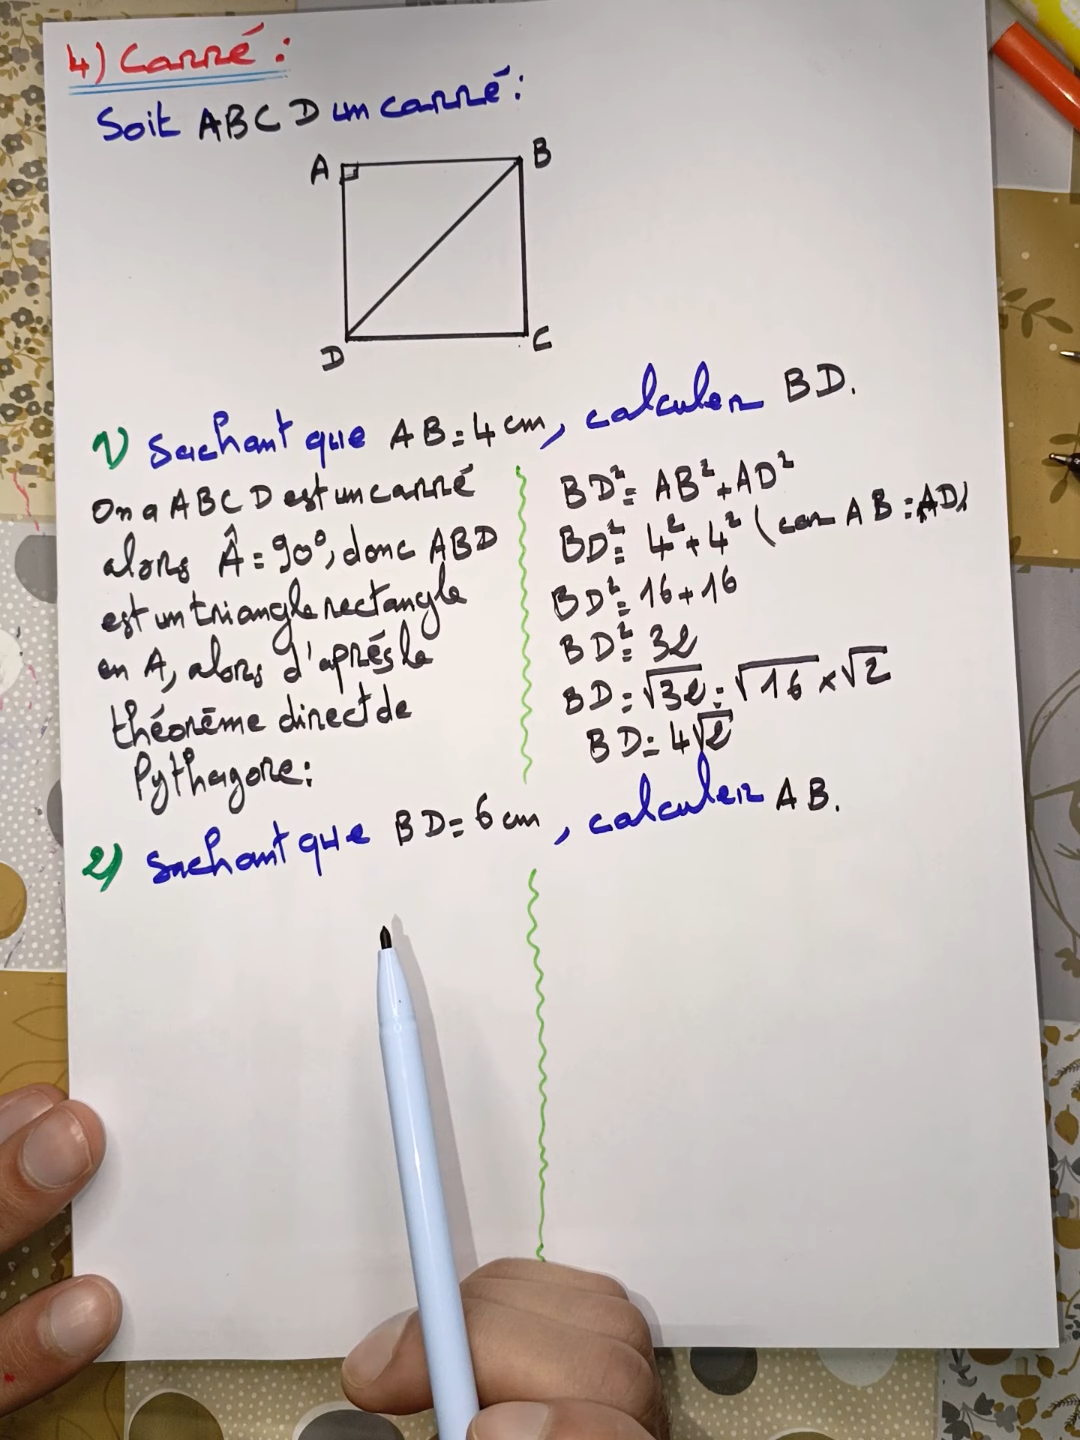 4) Carré :
Soit ABCD un carré :
A
B
D
C
1) Sachant que AB = 4 cm, calculer BD.
On a ABCD est un carré
alors Â = 90°, donc ABD
est un triangle rectangle
en A, alors d'aprés le
théorème direct de
Pythagore :
BD² = AB² + AD²
BD² = 4² + 4² (car AB = AD)
BD² = 16 + 16
BD² = 32
BD = √32 = √16 × √2
BD = 4√2
2) Sachant que BD = 6 cm, calculer AB.